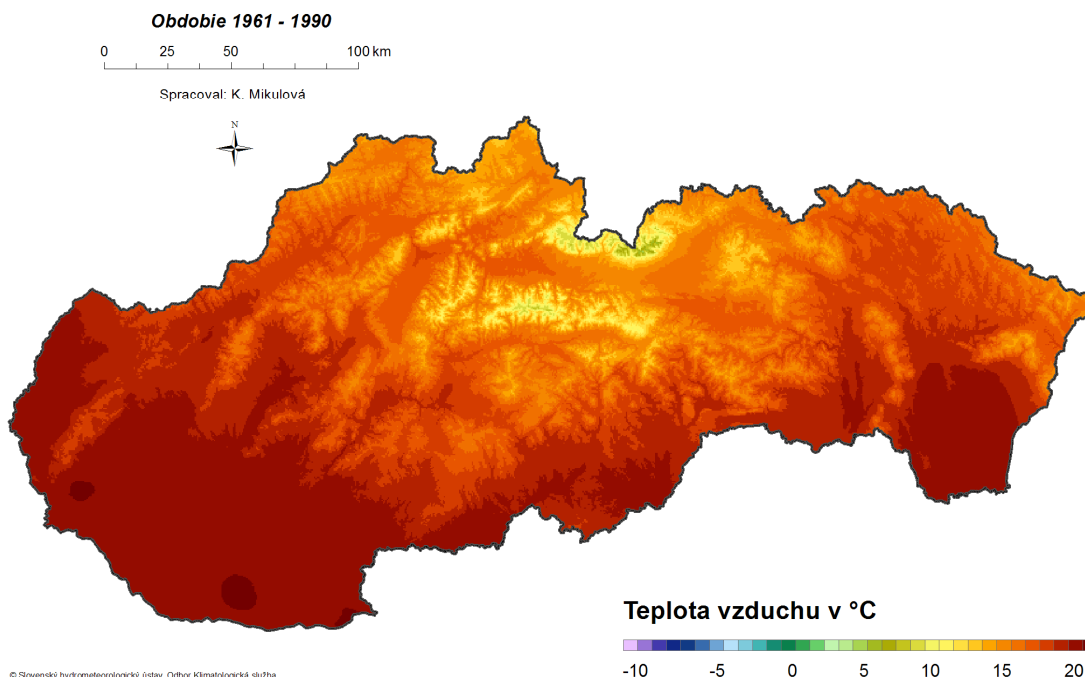 Obdobie 1961 - 1990
0 25 50 100 km
Spracoval: K. Mikulová
N
Teplota vzduchu v °C
-10 -5 0 5 10 15 20
© Slovenský hydrometeorologický ústav, Odbor Klimatologická služba